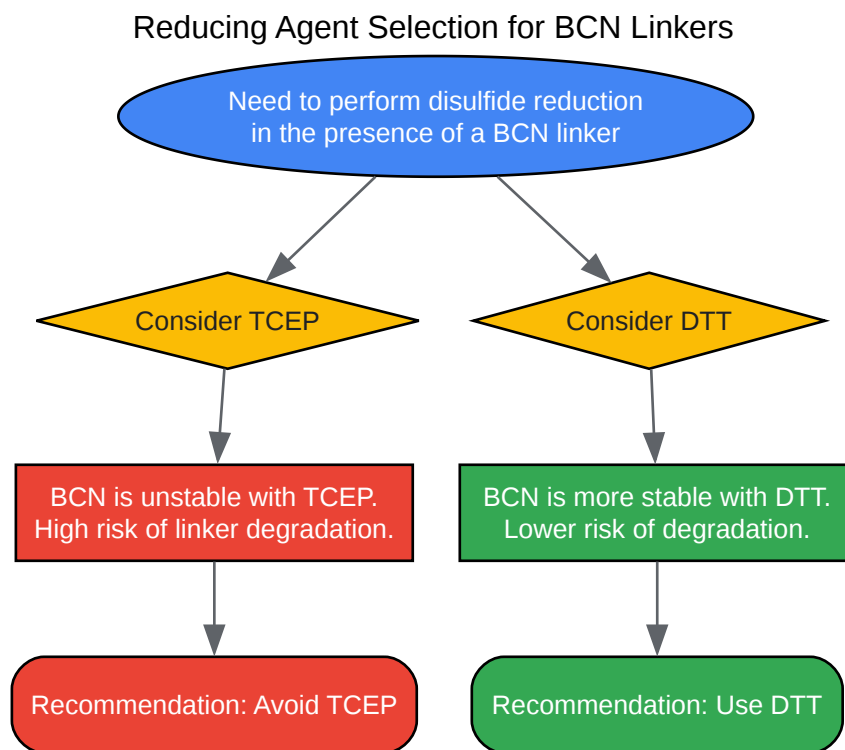 Reducing Agent Selection for BCN Linkers
Need to perform disulfide reduction
in the presence of a BCN linker
Consider TCEP
Consider DTT
BCN is unstable with TCEP.
High risk of linker degradation.
BCN is more stable with DTT.
Lower risk of degradation.
Recommendation: Avoid TCEP
Recommendation: Use DTT